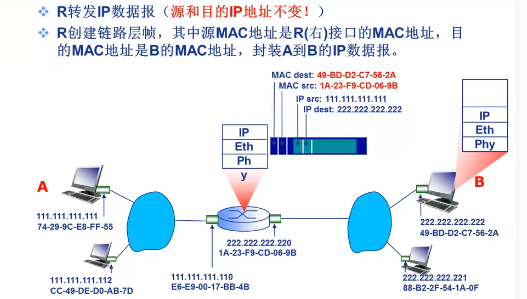 R转发IP数据报（源和目的IP地址不变！）
R创建链路层帧，其中源MAC地址是R(右)接口的MAC地址，目
的MAC地址是B的MAC地址，封装A到B的IP数据报。
MAC dest: 49-BD-D2-C7-56-2A
MAC src: 1A-23-F9-CD-06-9B
IP src: 111.111.111.111
IP dest: 222.222.222.222
IP
Eth
Ph
y
IP
Eth
Phy
A
B
111.111.111.111
74-29-9C-E8-FF-55
222.222.222.222
49-BD-D2-C7-56-2A
222.222.222.220
1A-23-F9-CD-06-9B
111.111.111.112
CC-49-DE-D0-AB-7D
111.111.111.110
E6-E9-00-17-BB-4B
222.222.222.221
88-B2-2F-54-1A-0F